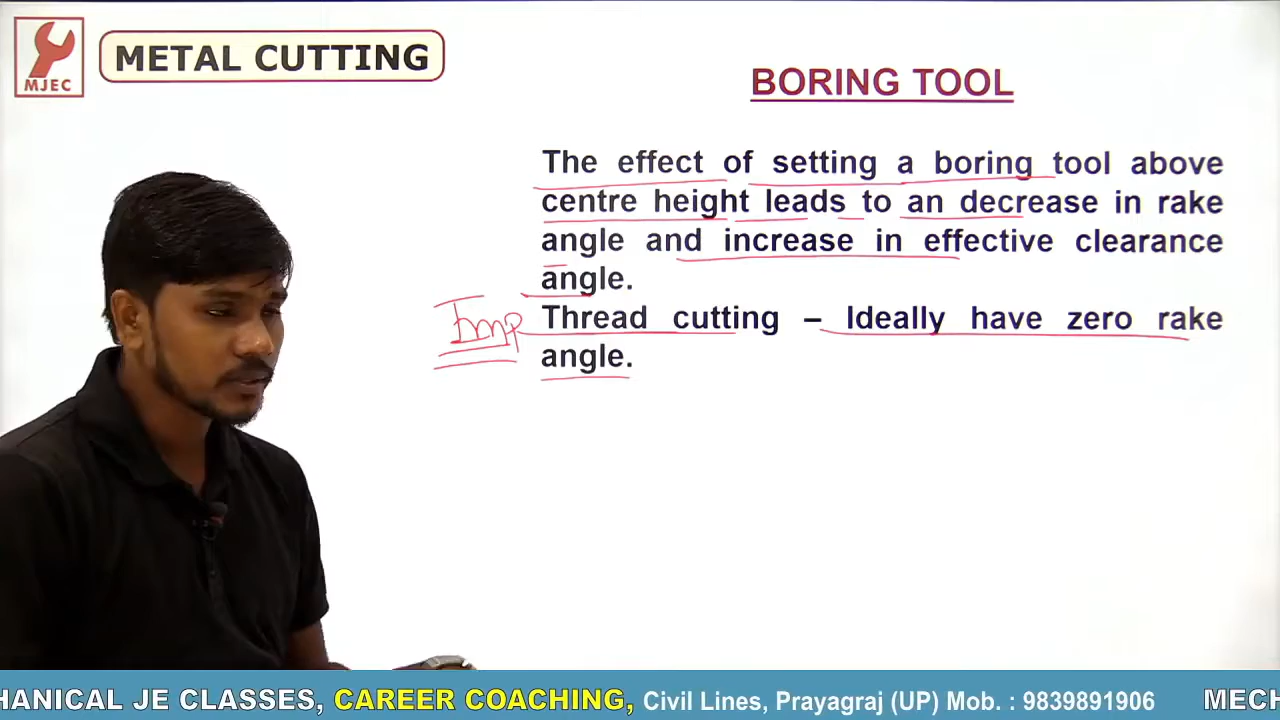 MJEC
METAL CUTTING
BORING TOOL
The effect of setting a boring tool above
centre height leads to an decrease in rake
angle and increase in effective clearance
angle.
Imp
Thread cutting – Ideally have zero rake
angle.
HANICAL JE CLASSES, CAREER COACHING, Civil Lines, Prayagraj (UP) Mob. : 9839891906 MECH